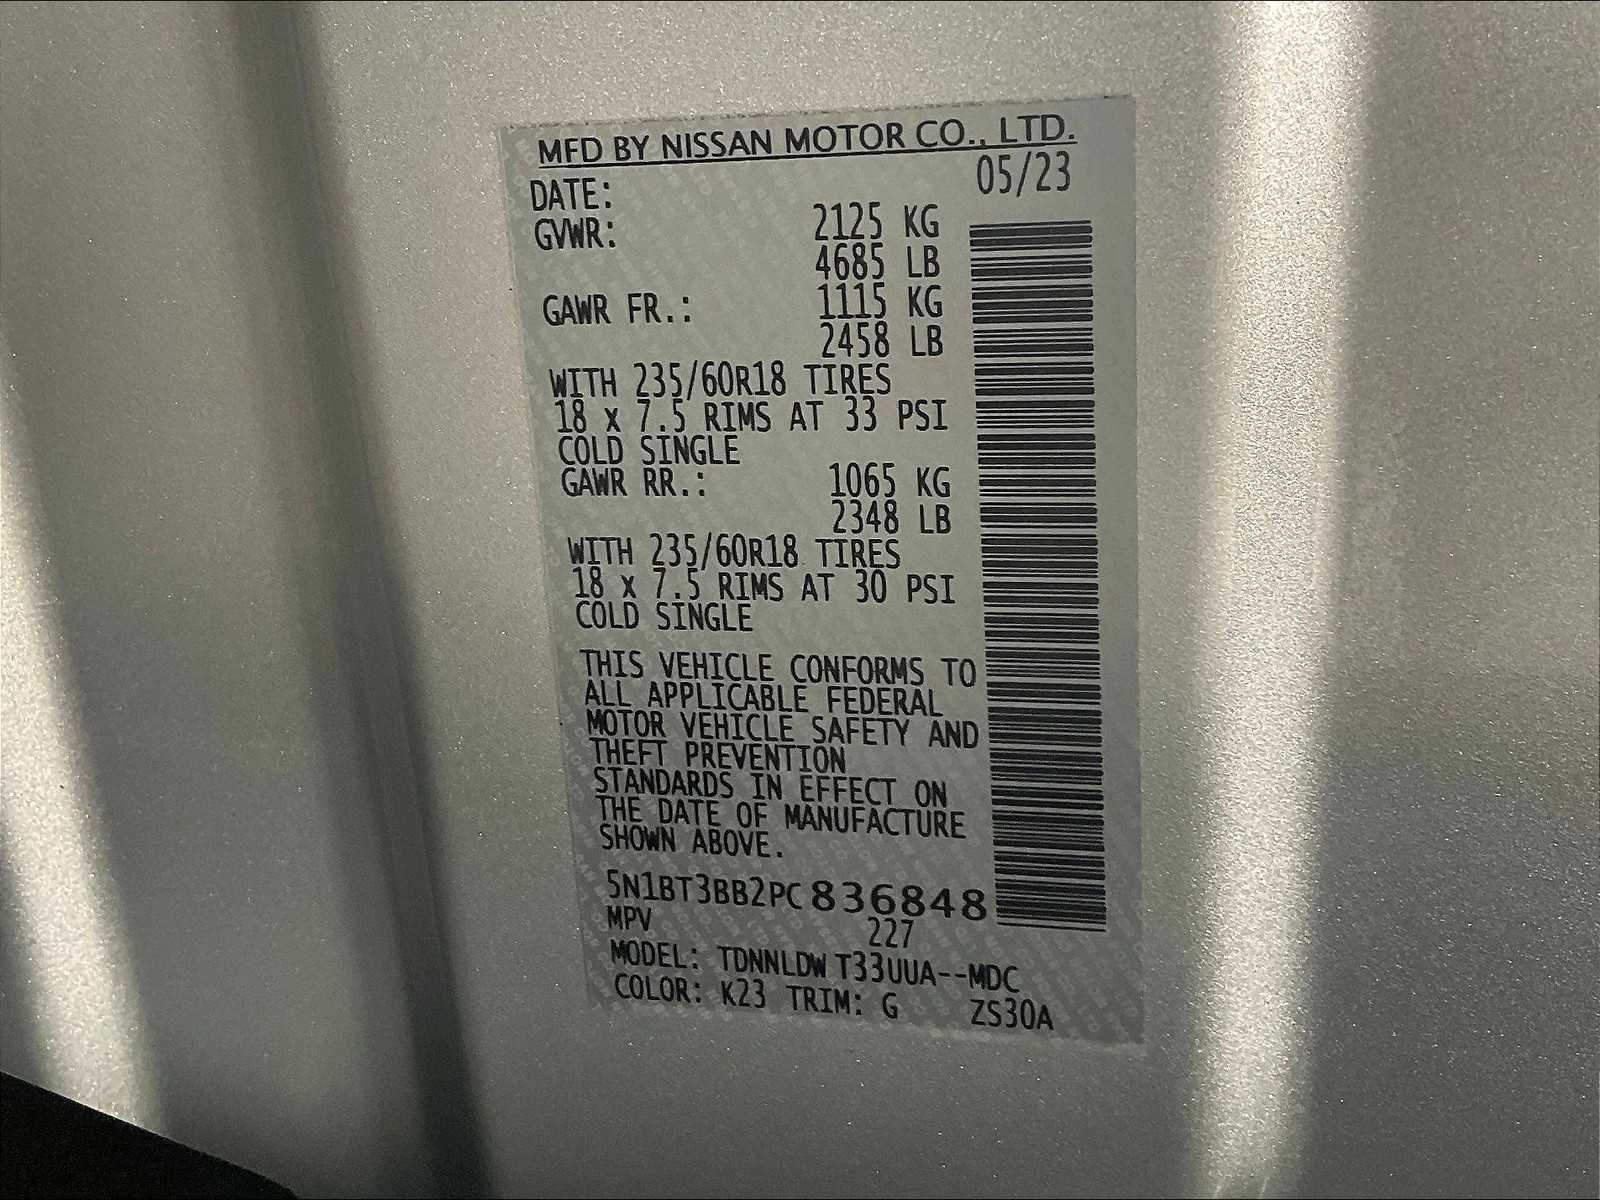 MFD BY NISSAN MOTOR CO., LTD.
DATE: 05/23
GVWR: 2125 KG
4685 LB
GAWR FR.: 1115 KG
2458 LB
WITH 235/60R18 TIRES
18 x 7.5 RIMS AT 33 PSI
COLD SINGLE
GAWR RR.: 1065 KG
2348 LB
WITH 235/60R18 TIRES
18 x 7.5 RIMS AT 30 PSI
COLD SINGLE
THIS VEHICLE CONFORMS TO
ALL APPLICABLE FEDERAL
MOTOR VEHICLE SAFETY AND
THEFT PREVENTION
STANDARDS IN EFFECT ON
THE DATE OF MANUFACTURE
SHOWN ABOVE.
5N1BT3BB2PC836848
MPV 227
MODEL: TDNNLDW T33UUA--MDC
COLOR: K23 TRIM: G ZS30A